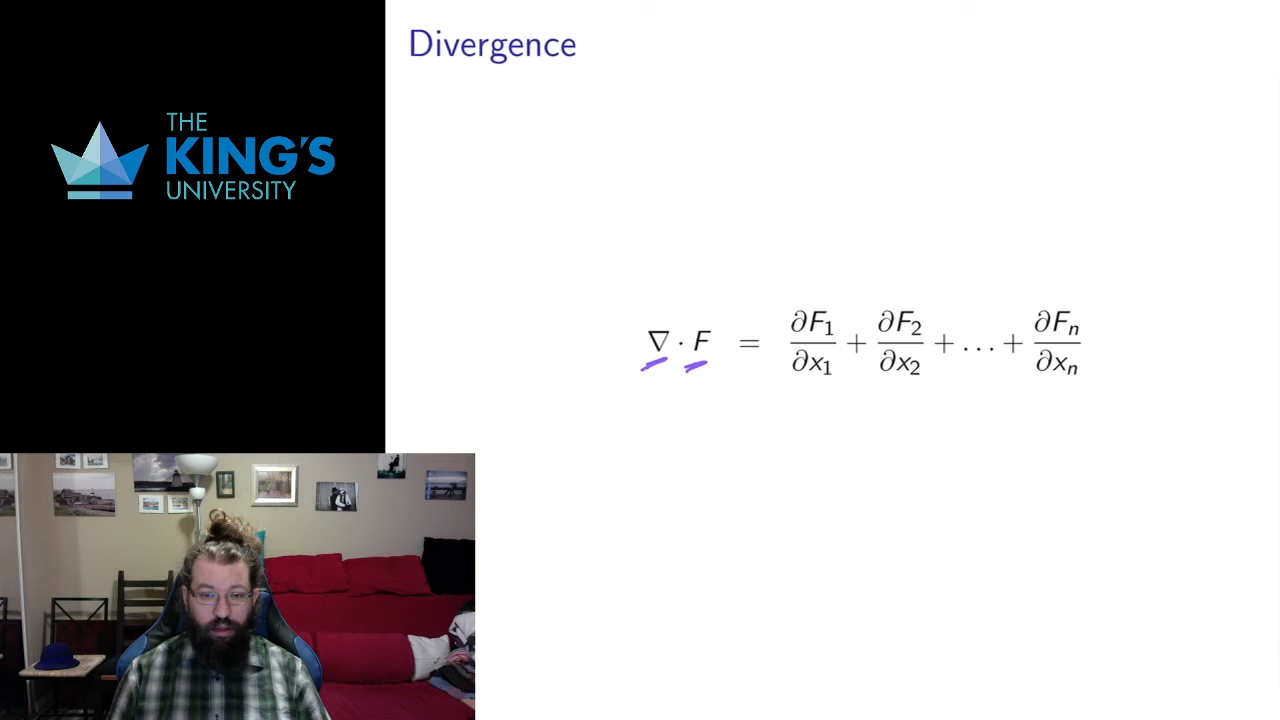 Divergence
THE
KING'S
UNIVERSITY
∇ · F = ∂F₁/∂x₁ + ∂F₂/∂x₂ + … + ∂Fₙ/∂xₙ